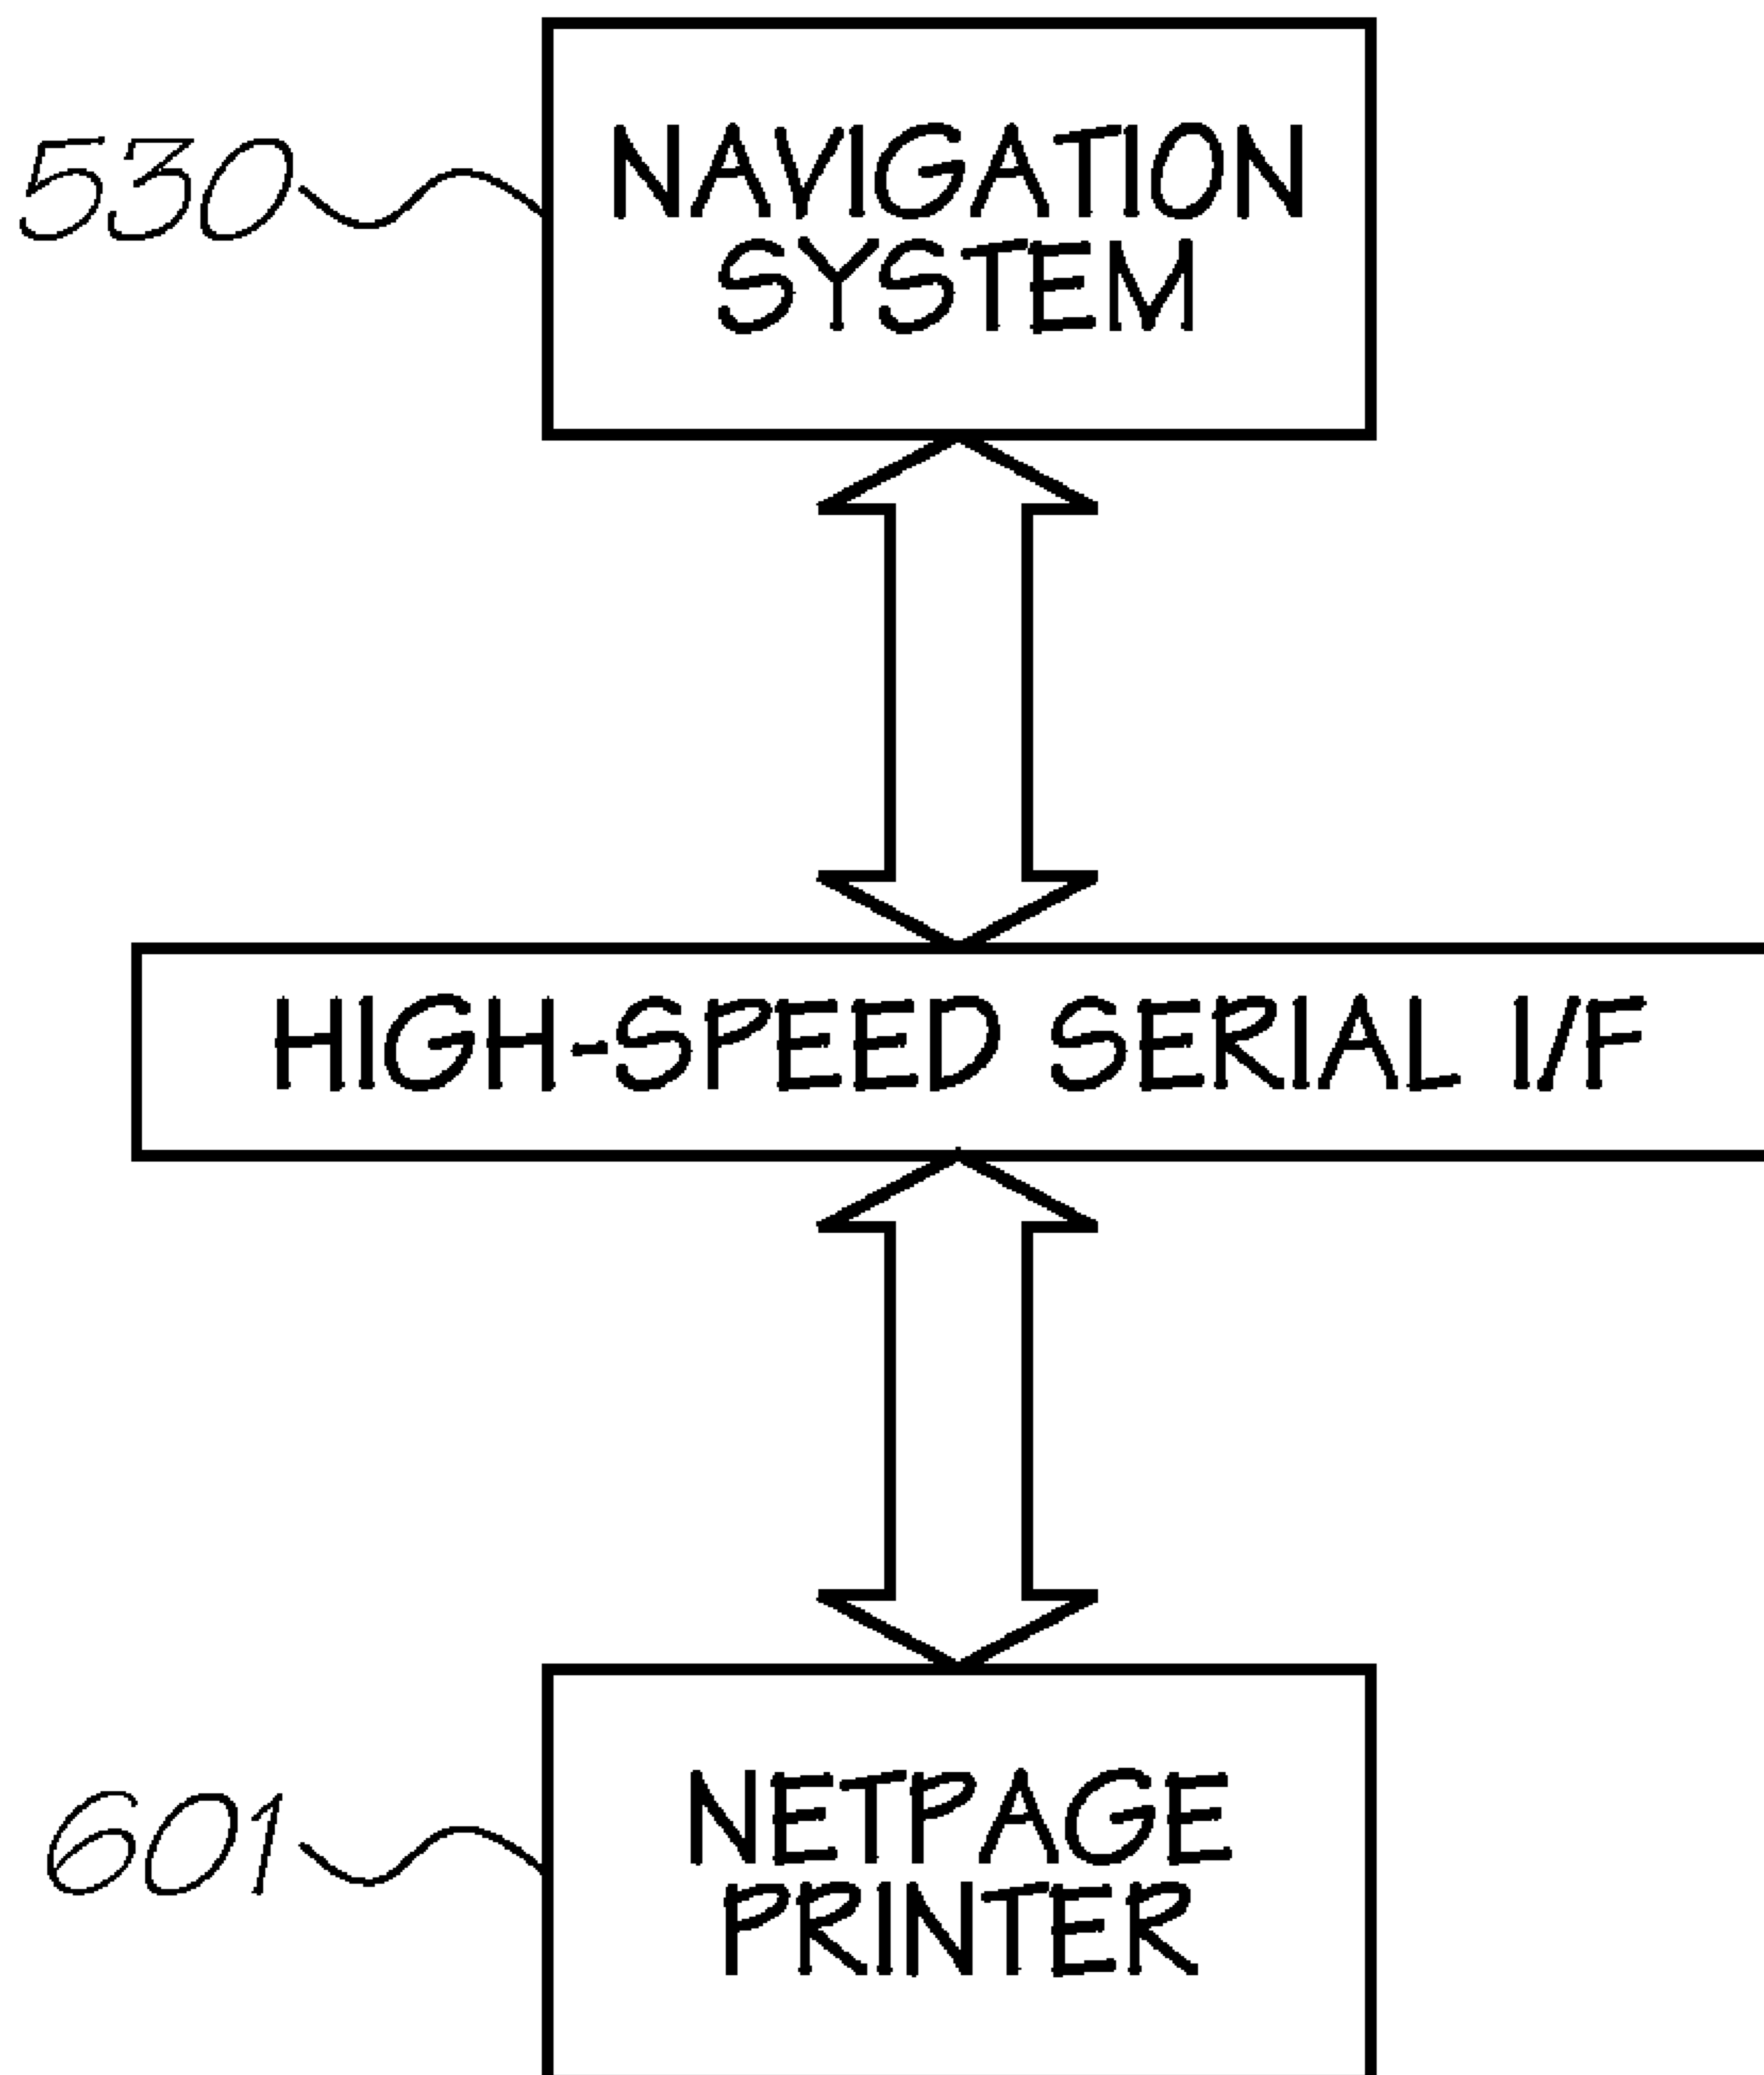 530
NAVIGATION
SYSTEM
HIGH-SPEED SERIAL I/F
601
NETPAGE
PRINTER